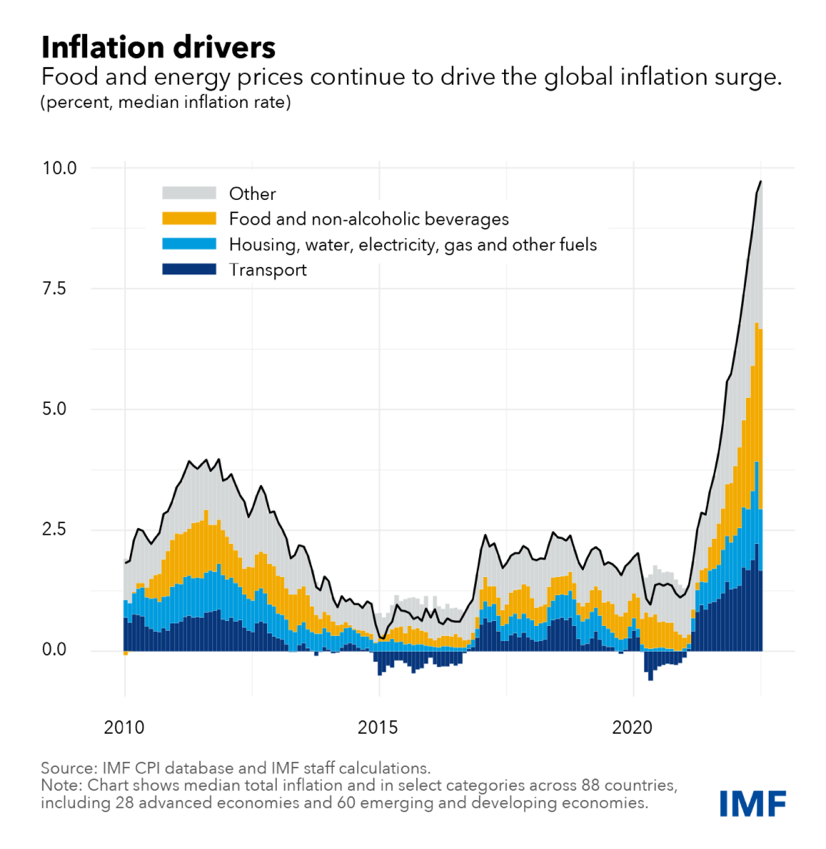 Inflation drivers
Food and energy prices continue to drive the global inflation surge.
(percent, median inflation rate)
10.0
Other
Food and non-alcoholic beverages
Housing, water, electricity, gas and other fuels
Transport
7.5
5.0
2.5
0.0
2010
2015
2020
Source: IMF CPI database and IMF staff calculations.
Note: Chart shows median total inflation and in select categories across 88 countries,
including 28 advanced economies and 60 emerging and developing economies.
IMF